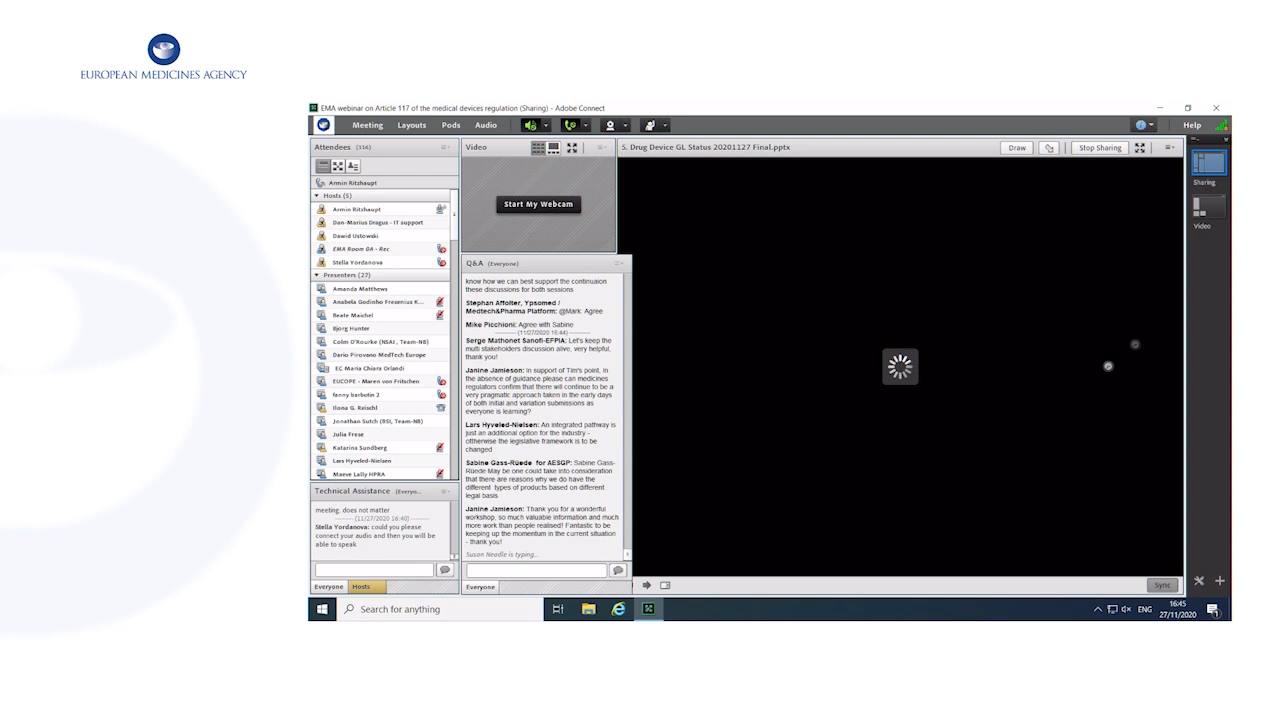 EUROPEAN MEDICINES AGENCY
EMA webinar on Article 117 of the medical devices regulation (Sharing) - Adobe Connect
Meeting Layouts Pods Audio Help
Attendees (316)
Armin Ritzhaupt
Hosts (5)
Armin Ritzhaupt
Dan-Marius Dragus - IT support
Dawid Ustowski
EMA Room 0A - Rec
Stella Yordanova
Presenters (27)
Amanda Matthews
Anabela Godinho Fresenius K...
Beate Maichel
Bjorg Hunter
Colm O'Rourke (NSAI , Team-NB)
Dario Pirovano MedTech Europe
EC Maria Chiara Orlandi
EUCOPE - Maren von Fritschen
fanny barbotin 2
Ilona G. Reischl
Jonathan Sutch (BSI, Team-NB)
Julia Frese
Katarina Sundberg
Lars Hyveled-Nielsen
Maeve Lally HPRA
Technical Assistance (Everyo...
meeting. does not matter
(11/27/2020 16:40)
Stella Yordanova: could you please
connect your audio and then you will be
able to speak
Everyone Hosts
Video
Start My Webcam
Q&A (Everyone)
know how we can best support the continuaion
these discussions for both sessions
Stephan Affolter, Ypsomed /
Medtech&Pharma Platform: @Mark: Agree
Mike Picchioni: Agree with Sabine
(11/27/2020 16:44)
Serge Mathonet Sanofi-EFPIA: Let's keep the
multi stakeholders discussion alive, very helpful,
thank you!
Janine Jamieson: In support of Tim's point, in
the absence of guidance please can medicines
regulators confirm that there will continue to be a
very pragmatic approach taken in the early days
of both initial and variation submissions as
everyone is learning?
Lars Hyveled-Nielsen: An integrated pathway is
just an additional option for the industry -
ottherwise the legislative framework is to be
changed
Sabine Gass-Rüede for AESGP: Sabine Gass-
Rüede May be one could take into consideration
that there are reasons why we do have the
different types of products based on different
legal basis
Janine Jamieson: Thank you for a wonderful
workshop, so much valuable information and much
more work than people realised! Fantastic to be
keeping up the momentum in the current situation
- thank you!
Susan Neadle is typing...
Everyone
5. Drug Device GL Status 20201127 Final.pptx
Draw
Stop Sharing
Sync
Sharing
Video
Search for anything
ENG
16:45
27/11/2020
1